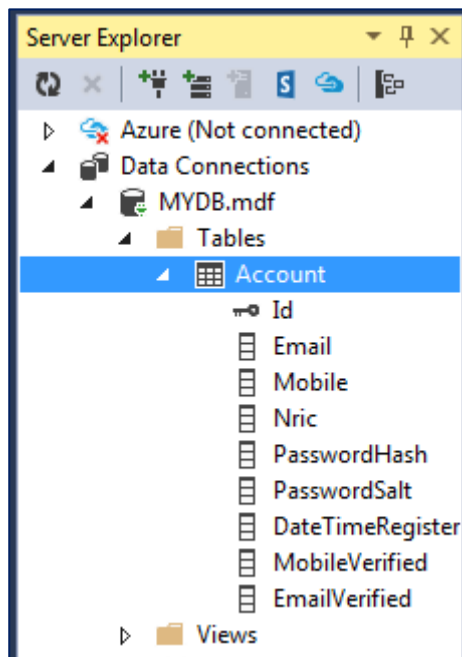 Server Explorer
Azure (Not connected)
Data Connections
MYDB.mdf
Tables
Account
Id
Email
Mobile
Nric
PasswordHash
PasswordSalt
DateTimeRegister
MobileVerified
EmailVerified
Views